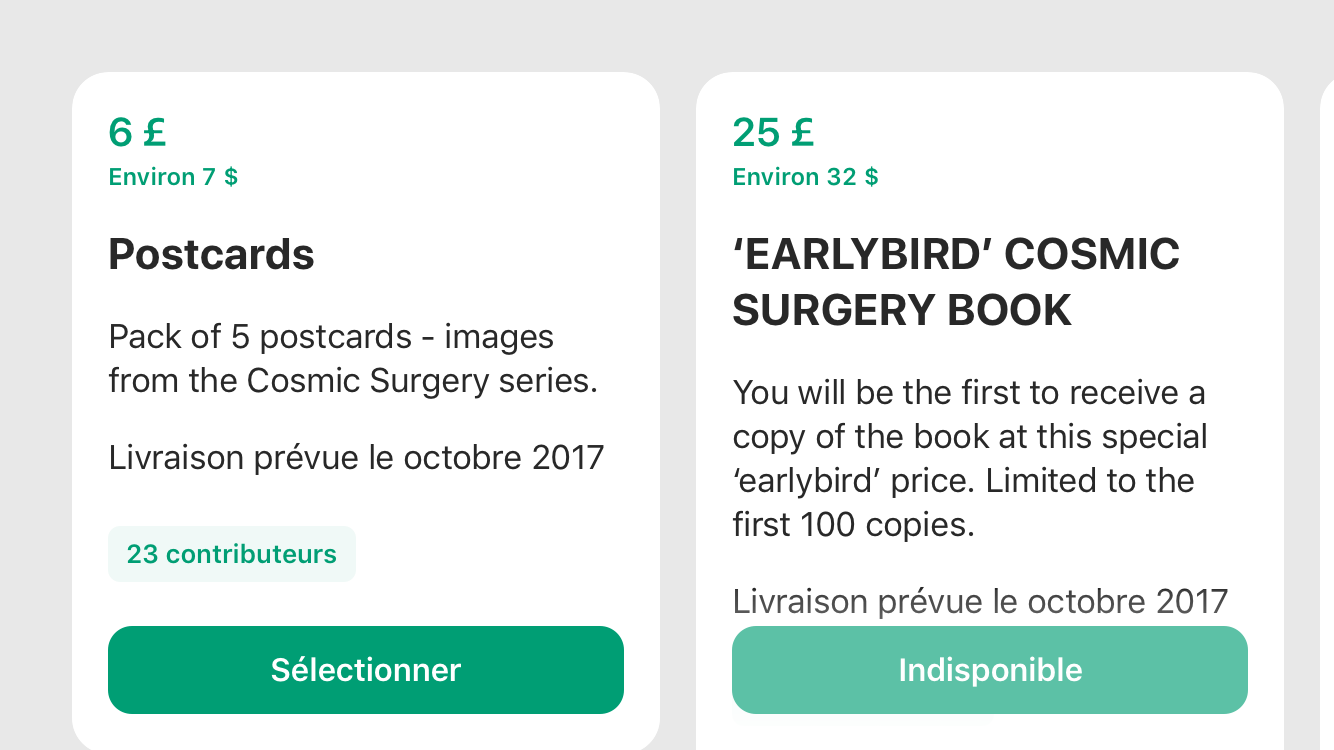 6 £
Environ 7 $
Postcards
Pack of 5 postcards - images
from the Cosmic Surgery series.
Livraison prévue le octobre 2017
23 contributeurs
Sélectionner
25 £
Environ 32 $
‘EARLYBIRD’ COSMIC
SURGERY BOOK
You will be the first to receive a
copy of the book at this special
‘earlybird’ price. Limited to the
first 100 copies.
Livraison prévue le octobre 2017
Indisponible